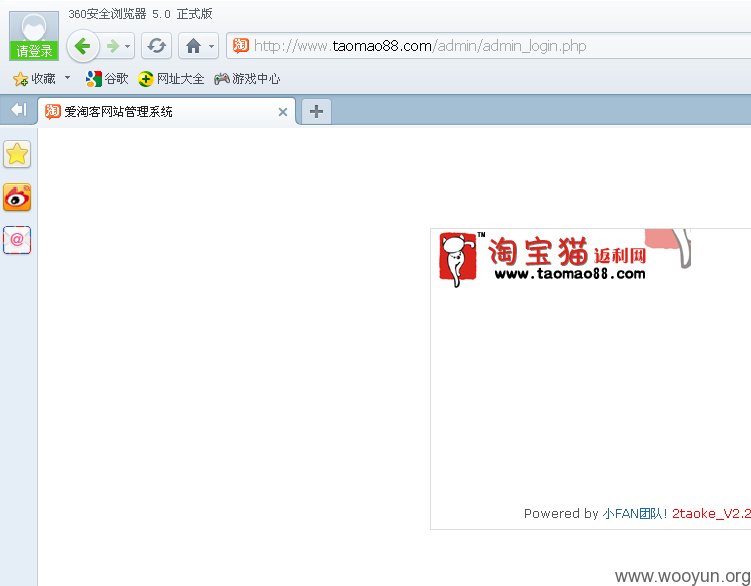 360安全浏览器 5.0 正式版
请登录
淘 http://www.taomao88.com/admin/admin_login.php
收藏 谷歌 网址大全 游戏中心
淘 爱淘客网站管理系统
@
淘宝猫 返利网 TM
www.taomao88.com
Powered by 小FAN团队! 2taoke_V2.2
www.wooyun.org